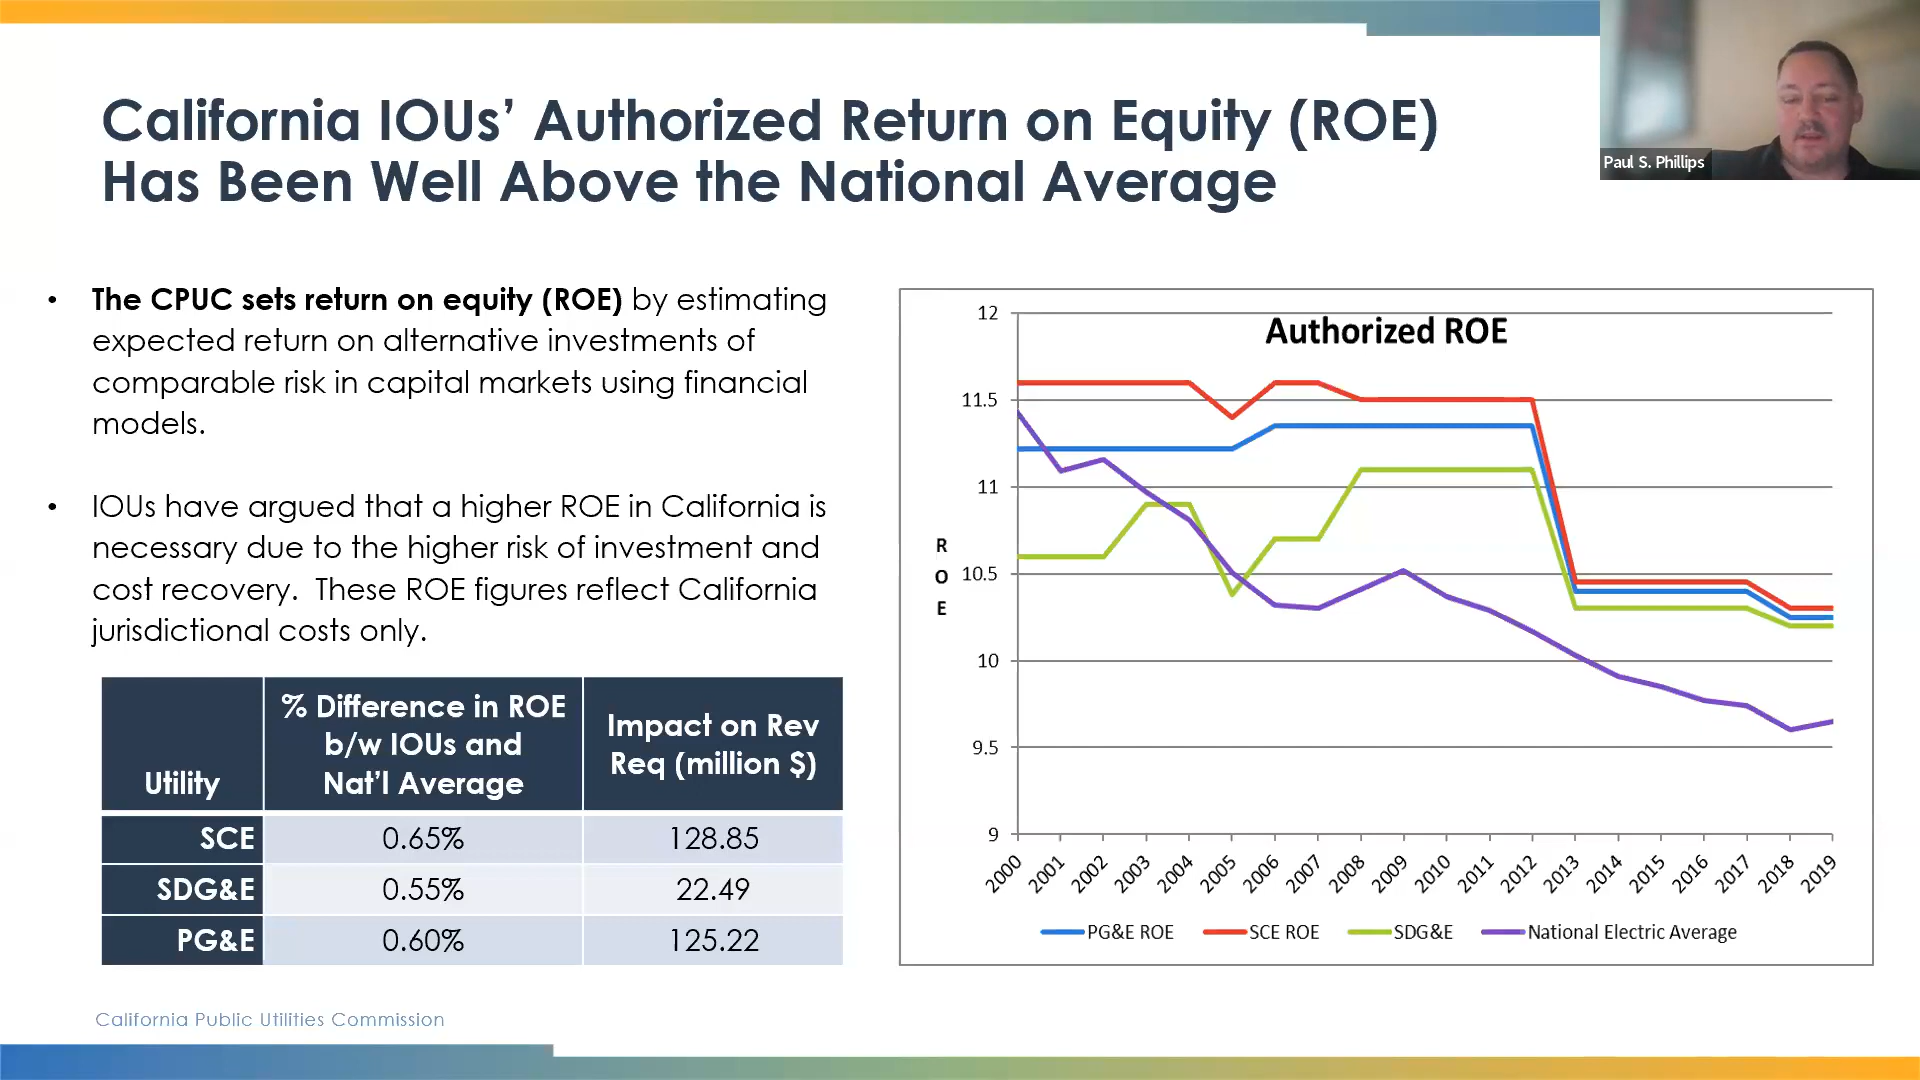 California IOUs’ Authorized Return on Equity (ROE)
Has Been Well Above the National Average
Paul S. Phillips
• The CPUC sets return on equity (ROE) by estimating
expected return on alternative investments of
comparable risk in capital markets using financial
models.
• IOUs have argued that a higher ROE in California is
necessary due to the higher risk of investment and
cost recovery.  These ROE figures reflect California
jurisdictional costs only.
Utility
% Difference in ROE
b/w IOUs and
Nat’l Average
Impact on Rev
Req (million $)
SCE 0.65% 128.85
SDG&E 0.55% 22.49
PG&E 0.60% 125.22
Authorized ROE
12
11.5
11
10.5
10
9.5
9
R
O
E
2000 2001 2002 2003 2004 2005 2006 2007 2008 2009 2010 2011 2012 2013 2014 2015 2016 2017 2018 2019
PG&E ROE SCE ROE SDG&E National Electric Average
California Public Utilities Commission